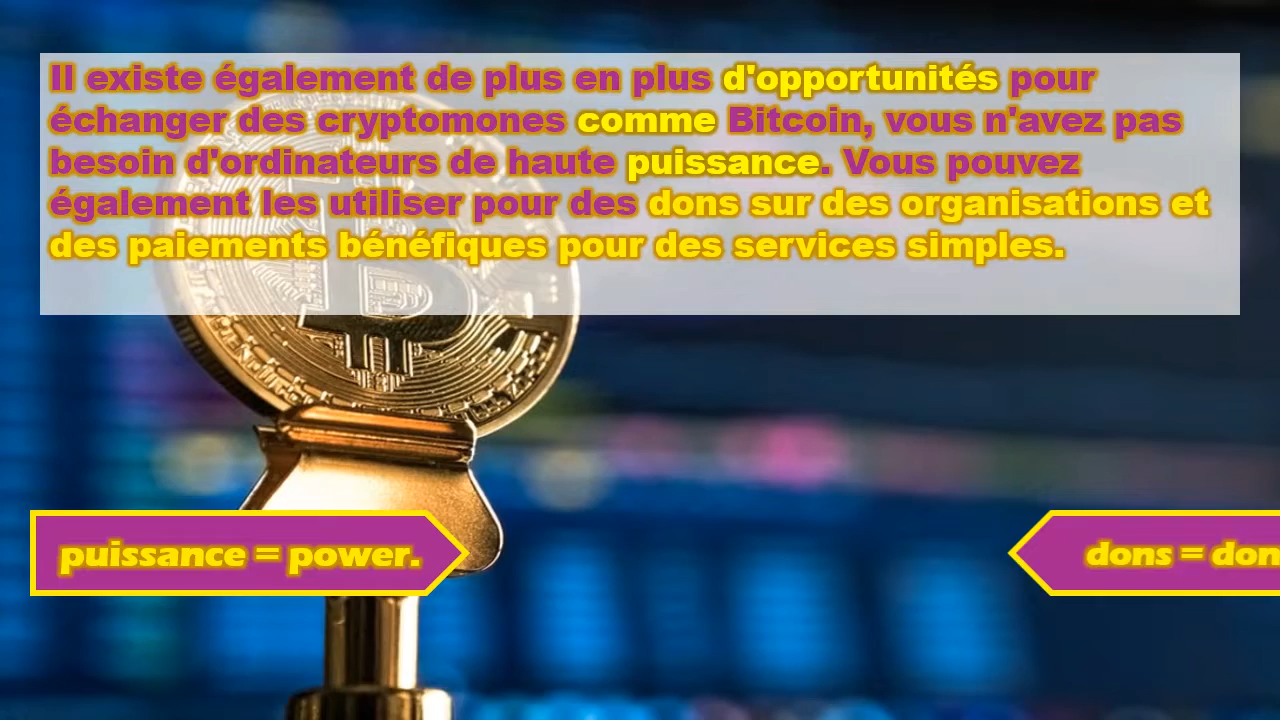 Il existe également de plus en plus d'opportunités pour
échanger des cryptomones comme Bitcoin, vous n'avez pas
besoin d'ordinateurs de haute puissance. Vous pouvez
également les utiliser pour des dons sur des organisations et
des paiements bénéfiques pour des services simples.
puissance = power.
dons =